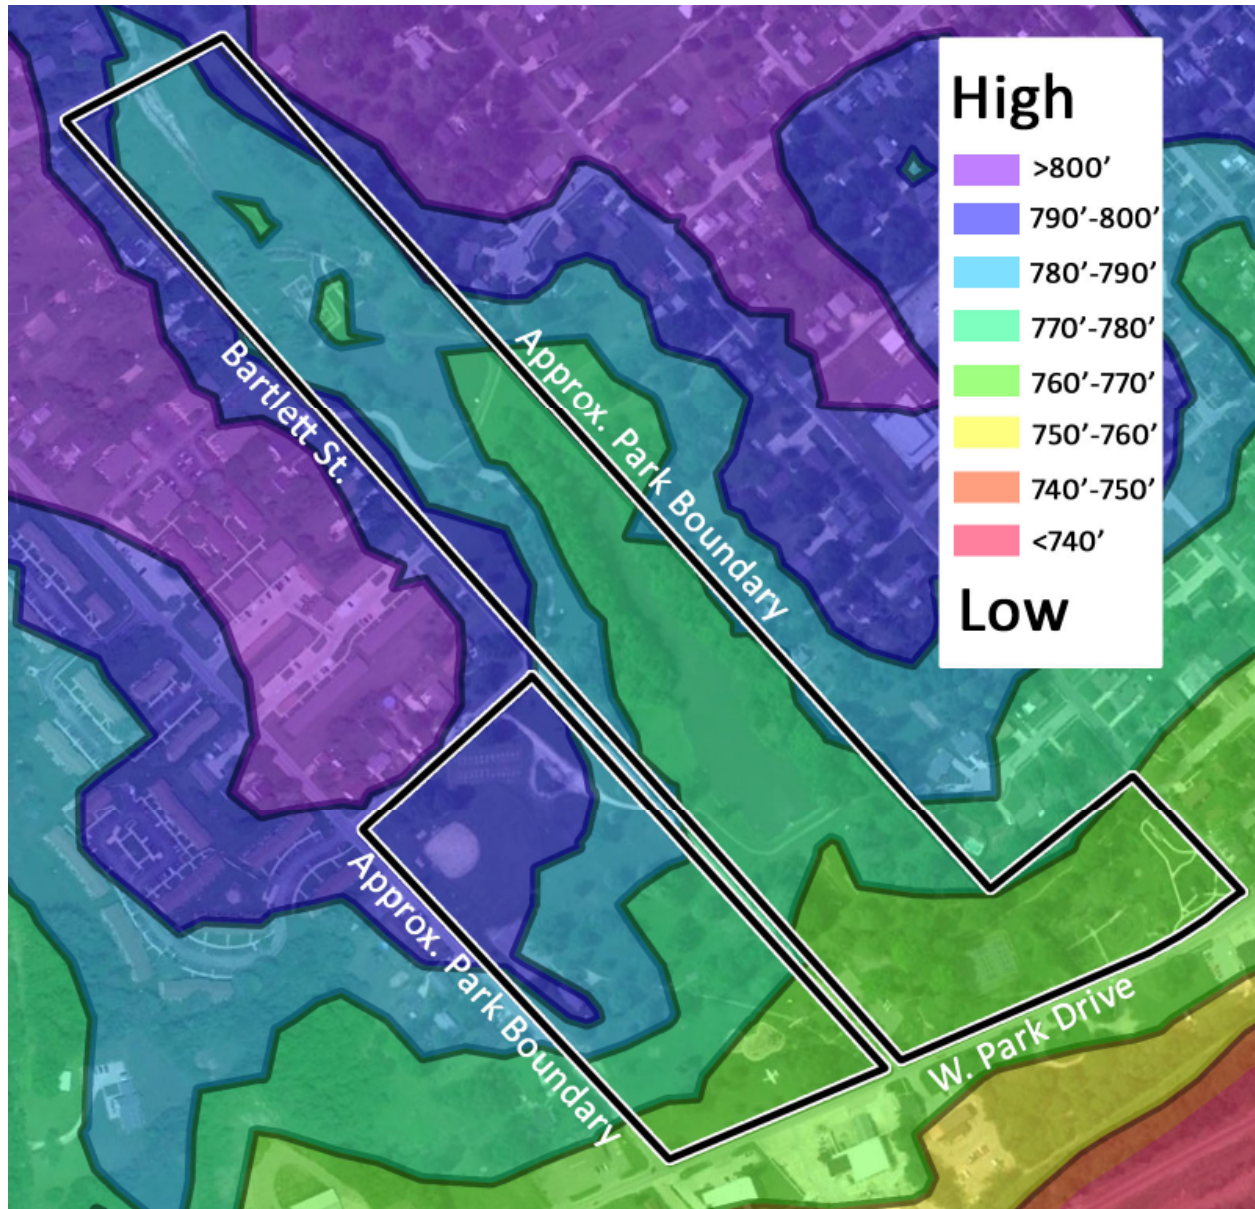 High
>800’
790’-800’
780’-790’
770’-780’
760’-770’
750’-760’
740’-750’
<740’
Low
Approx. Park Boundary
Bartlett St.
Approx. Park Boundary
W. Park Drive